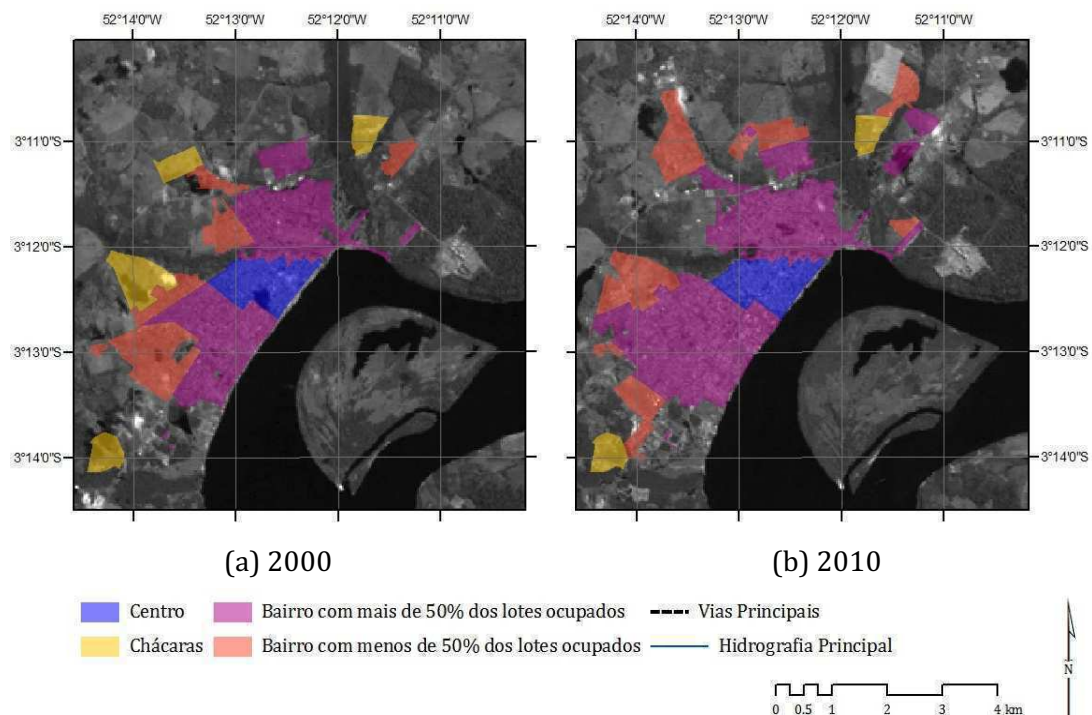 52°14'0"W 52°13'0"W 52°12'0"W 52°11'0"W 52°14'0"W 52°13'0"W 52°12'0"W 52°11'0"W
3°11'0"S 3°11'0"S
3°12'0"S 3°12'0"S
3°13'0"S 3°13'0"S
3°14'0"S 3°14'0"S
(a) 2000 (b) 2010
Centro Bairro com mais de 50% dos lotes ocupados Vias Principais
Chácaras Bairro com menos de 50% dos lotes ocupados Hidrografia Principal
N
0 0.5 1 2 3 4 km